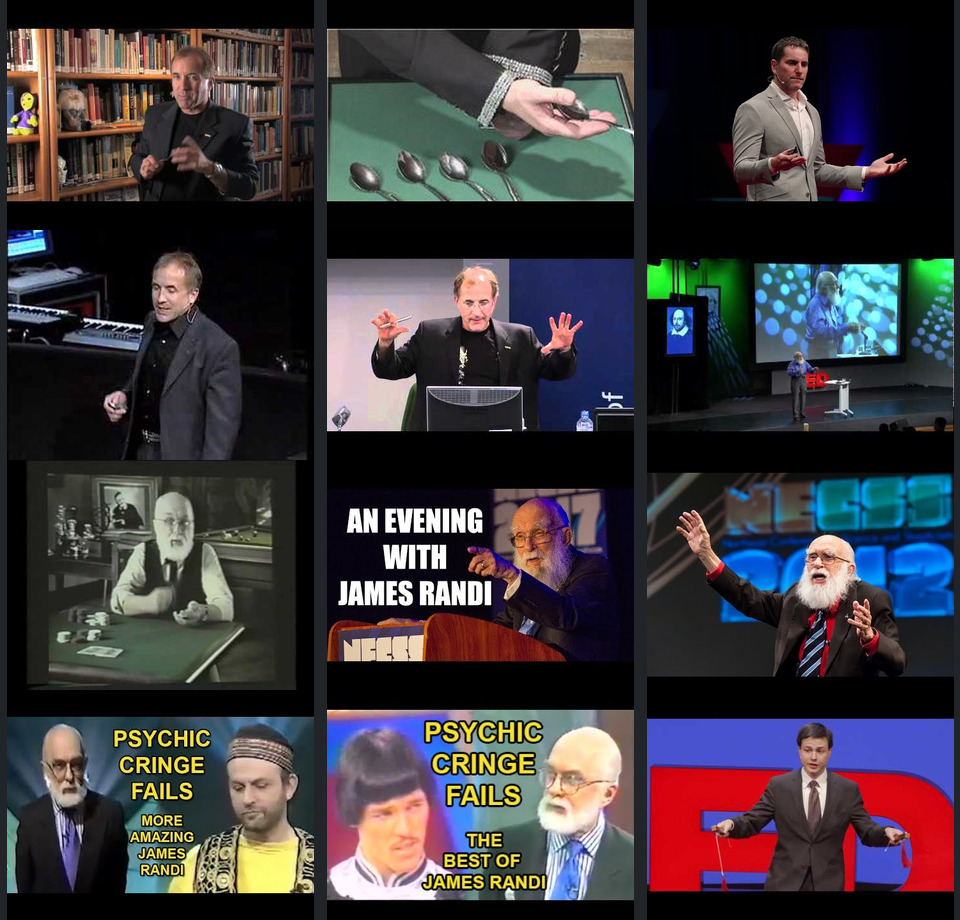 ED
AN EVENING
WITH
JAMES RANDI
NECSS
NECSS
2012
PSYCHIC
CRINGE
FAILS
MORE
AMAZING
JAMES
RANDI
PSYCHIC
CRINGE
FAILS
THE
BEST OF
JAMES RANDI